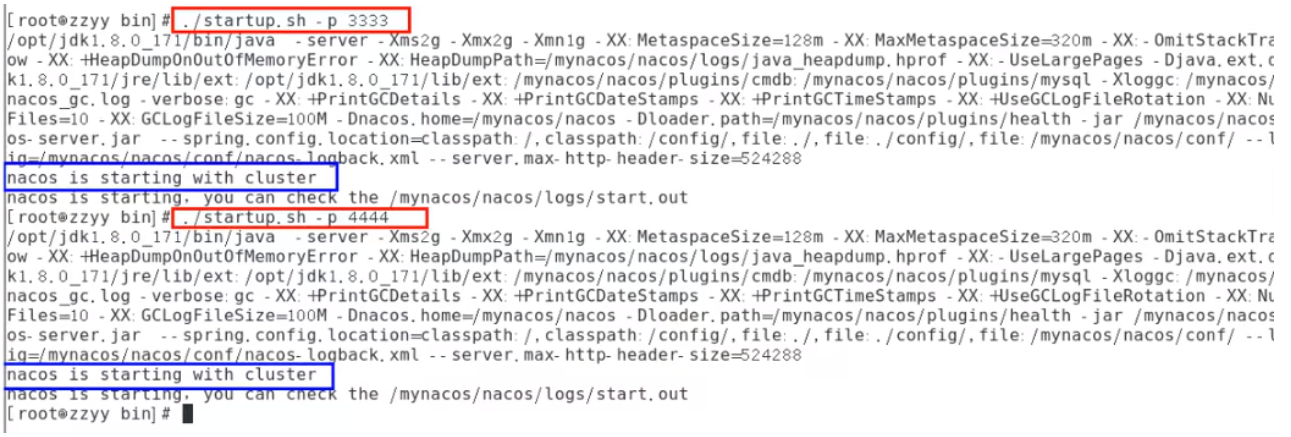 [root@zzyy bin]# ./startup.sh -p 3333
/opt/jdk1.8.0_171/bin/java  -server -Xms2g -Xmx2g -Xmn1g -XX:MetaspaceSize=128m -XX:MaxMetaspaceSize=320m -XX:-OmitStackTra
ow -XX:+HeapDumpOnOutOfMemoryError -XX:HeapDumpPath=/mynacos/nacos/logs/java_heapdump.hprof -XX:-UseLargePages -Djava.ext.d
k1.8.0_171/jre/lib/ext:/opt/jdk1.8.0_171/lib/ext:/mynacos/nacos/plugins/cmdb:/mynacos/nacos/plugins/mysql -Xloggc:/mynacos/
nacos_gc.log -verbose:gc -XX:+PrintGCDetails -XX:+PrintGCDateStamps -XX:+PrintGCTimeStamps -XX:+UseGCLogFileRotation -XX:Nu
Files=10 -XX:GCLogFileSize=100M -Dnacos.home=/mynacos/nacos -Dloader.path=/mynacos/nacos/plugins/health -jar /mynacos/nacos
os-server.jar  --spring.config.location=classpath:/,classpath:/config/,file:./,file:./config/,file:/mynacos/nacos/conf/ --l
ig=/mynacos/nacos/conf/nacos-logback.xml --server.max-http-header-size=524288
nacos is starting with cluster
nacos is starting, you can check the /mynacos/nacos/logs/start.out
[root@zzyy bin]# ./startup.sh -p 4444
/opt/jdk1.8.0_171/bin/java  -server -Xms2g -Xmx2g -Xmn1g -XX:MetaspaceSize=128m -XX:MaxMetaspaceSize=320m -XX:-OmitStackTra
ow -XX:+HeapDumpOnOutOfMemoryError -XX:HeapDumpPath=/mynacos/nacos/logs/java_heapdump.hprof -XX:-UseLargePages -Djava.ext.d
k1.8.0_171/jre/lib/ext:/opt/jdk1.8.0_171/lib/ext:/mynacos/nacos/plugins/cmdb:/mynacos/nacos/plugins/mysql -Xloggc:/mynacos/
nacos_gc.log -verbose:gc -XX:+PrintGCDetails -XX:+PrintGCDateStamps -XX:+PrintGCTimeStamps -XX:+UseGCLogFileRotation -XX:Nu
Files=10 -XX:GCLogFileSize=100M -Dnacos.home=/mynacos/nacos -Dloader.path=/mynacos/nacos/plugins/health -jar /mynacos/nacos
os-server.jar  --spring.config.location=classpath:/,classpath:/config/,file:./,file:./config/,file:/mynacos/nacos/conf/ --l
ig=/mynacos/nacos/conf/nacos-logback.xml --server.max-http-header-size=524288
nacos is starting with cluster
nacos is starting, you can check the /mynacos/nacos/logs/start.out
[root@zzyy bin]#